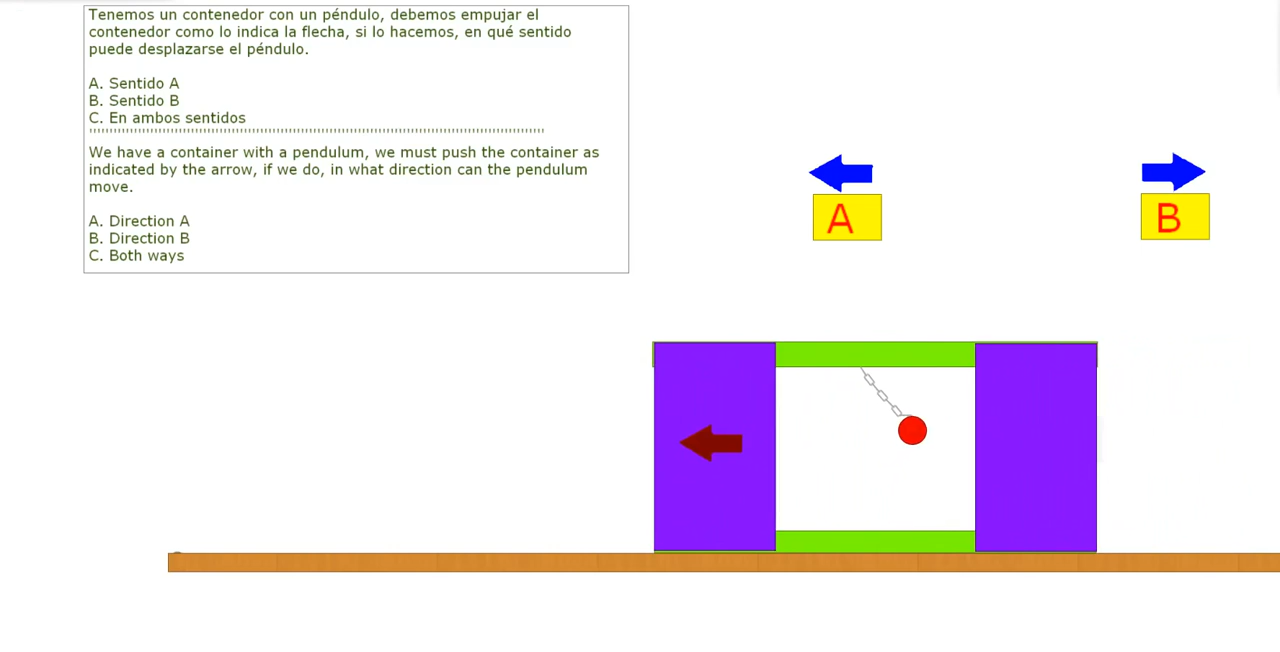 Tenemos un contenedor con un péndulo, debemos empujar el
contenedor como lo indica la flecha, si lo hacemos, en qué sentido
puede desplazarse el péndulo.
A. Sentido A
B. Sentido B
C. En ambos sentidos
We have a container with a pendulum, we must push the container as
indicated by the arrow, if we do, in what direction can the pendulum
move.
A. Direction A
B. Direction B
C. Both ways
A
B